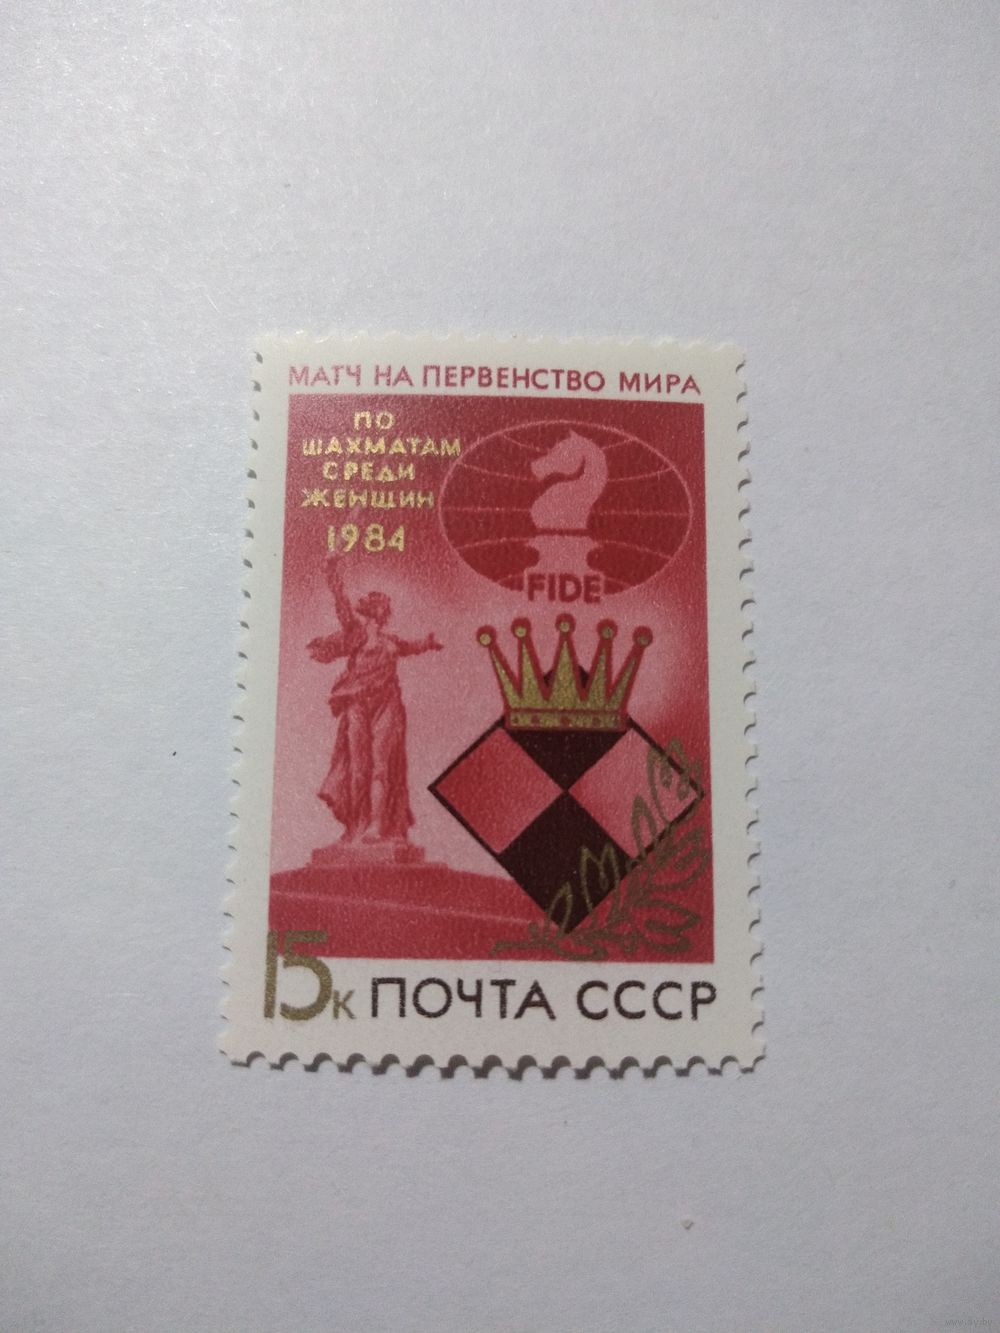 МАТЧ НА ПЕРВЕНСТВО МИРА
ПО
ШАХМАТАМ
СРЕДИ
ЖЕНЩИН
1984
FIDE
15к ПОЧТА СССР